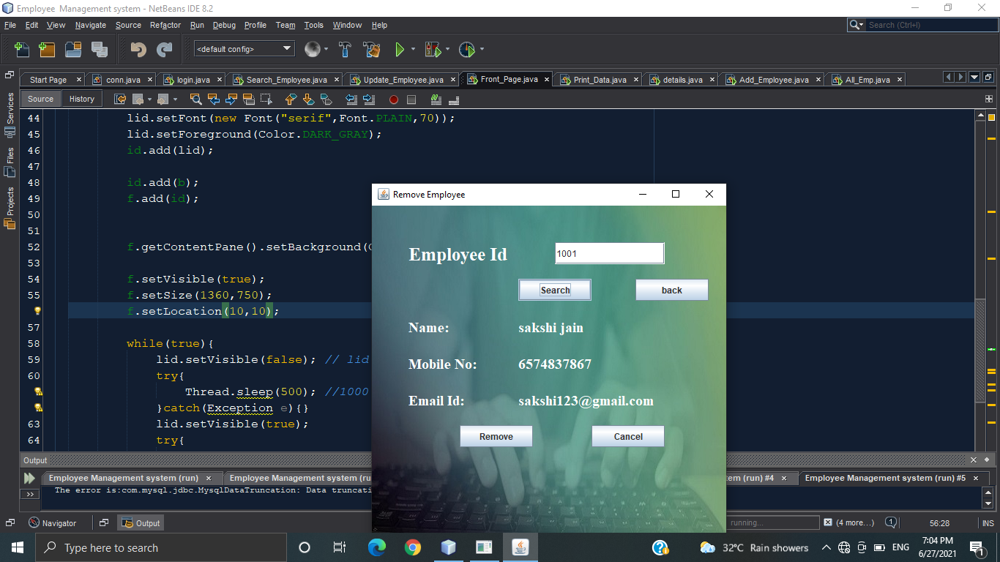 Employee Management system - NetBeans IDE 8.2
File Edit View Navigate Source Refactor Run Debug Profile Team Tools Window Help
Search (Ctrl+I)
<default config>
Start Page conn.java login.java Search_Employee.java Update_Employee.java Front_Page.java Print_Data.java details.java Add_Employee.java All_Emp.java
Source History
Services
Files
Projects
44 lid.setFont(new Font("serif",Font.PLAIN,70));
45 lid.setForeground(Color.DARK_GRAY);
46 id.add(lid);
47
48 id.add(b);
49 f.add(id);
50
51
52 f.getContentPane().setBackground(
53
54 f.setVisible(true);
55 f.setSize(1360,750);
f.setLocation(10,10);
57
58 while(true){
59 lid.setVisible(false); // lid
60 try{
Thread.sleep(500); //1000
}catch(Exception e){}
63 lid.setVisible(true);
64 try{
Remove Employee
Employee Id 1001
Search back
Name: sakshi jain
Mobile No: 6574837867
Email Id: sakshi123@gmail.com
Remove Cancel
Output
Employee Management system (run) Employee Management system (ru stem (run) #4 Employee Management system (run) #5
>> The error is:com.mysql.jdbc.MysqlDataTruncation: Data truncati
Navigator Output running... (4 more...) 1 56:28 INS
Type here to search
32°C Rain showers ENG 7:04 PM
6/27/2021 1